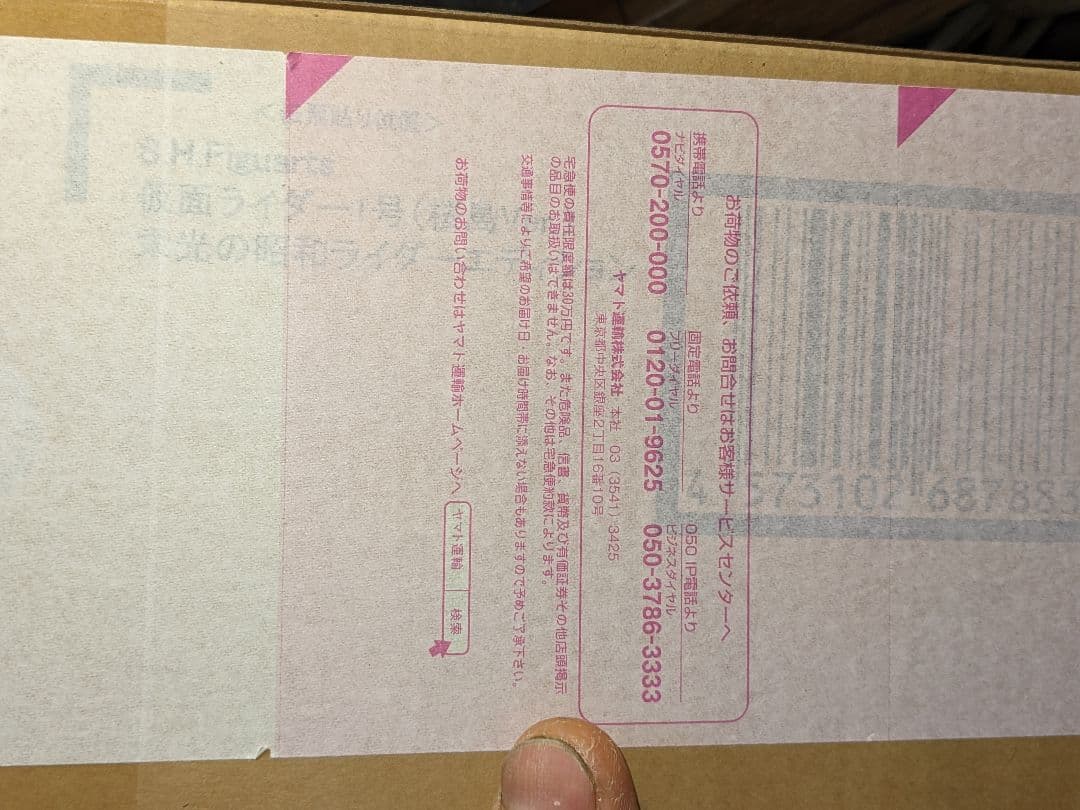 お荷物のご依頼、お問合せはお客様サービスセンターへ
携帯電話より
ナビダイヤル
0570-200-000
固定電話より
フリーダイヤル
0120-01-9625
050 IP電話より
ビジネスダイヤル
050-3786-3333
ヤマト運輸株式会社 本社 03 (3541) 3425
東京都中央区銀座2丁目16番10号
宅急便の責任限度額は30万円です。また危険品、信書、貨幣及び有価証券その他店頭掲示
の品目のお取扱いはできません。なお、その他は宅急便約款によります。
交通事情等によりご希望のお届け日・お届け時間帯に添えない場合もありますので予めご了承下さい。
お荷物のお問い合わせはヤマト運輸ホームページへ ヤマト運輸 検索
S.H.Figuarts
仮面ライダー
の昭和ライダー